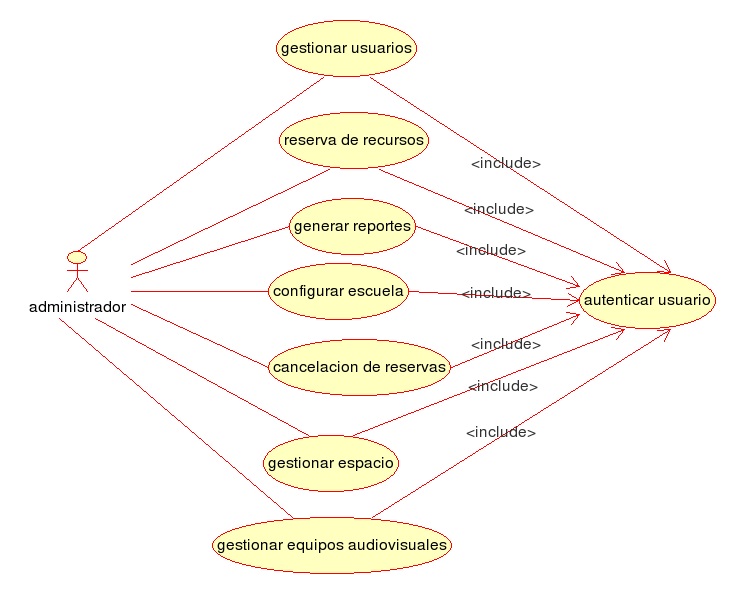 gestionar usuarios
reserva de recursos
<include>
<include>
generar reportes
<include>
configurar escuela
<include>
autenticar usuario
administrador
<include>
cancelacion de reservas
<include>
<include>
gestionar espacio
gestionar equipos audiovisuales